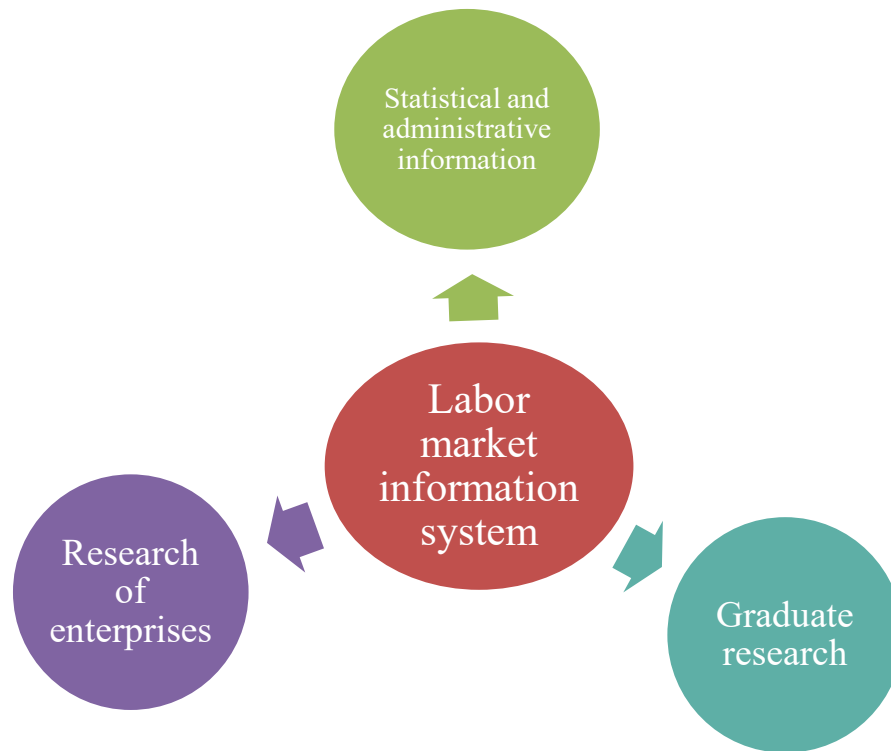 Statistical and
administrative
information
Labor
market
information
system
Research
of
enterprises
Graduate
research